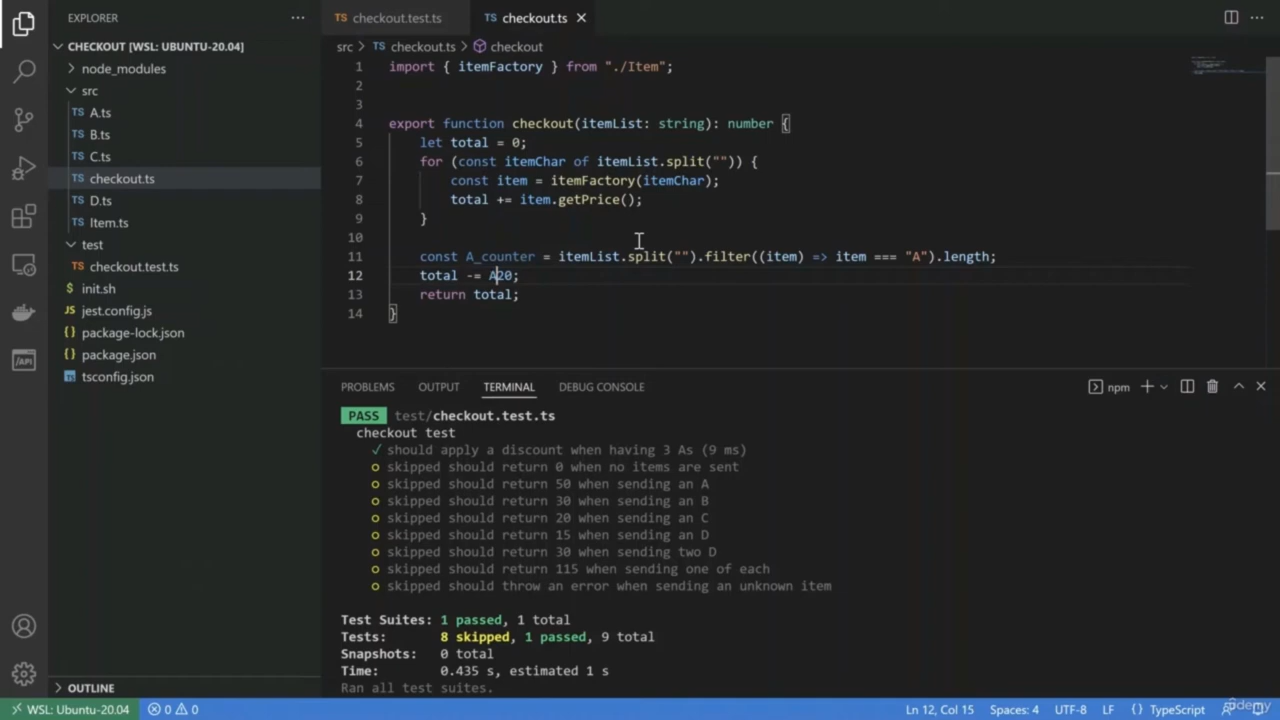 EXPLORER
CHECKOUT [WSL: UBUNTU-20.04]
node_modules
src
TS A.ts
TS B.ts
TS C.ts
TS checkout.ts
TS D.ts
TS Item.ts
test
TS checkout.test.ts
init.sh
jest.config.js
{} package-lock.json
{} package.json
tsconfig.json
OUTLINE
TS checkout.test.ts TS checkout.ts
src > TS checkout.ts > checkout
1 import { itemFactory } from "./Item";
2
3
4 export function checkout(itemList: string): number {
5 let total = 0;
6 for (const itemChar of itemList.split("")) {
7 const item = itemFactory(itemChar);
8 total += item.getPrice();
9 }
10
11 const A_counter = itemList.split("").filter((item) => item === "A").length;
12 total -= A20;
13 return total;
14 }
PROBLEMS OUTPUT TERMINAL DEBUG CONSOLE npm
PASS test/checkout.test.ts
checkout test
✓ should apply a discount when having 3 As (9 ms)
○ skipped should return 0 when no items are sent
○ skipped should return 50 when sending an A
○ skipped should return 30 when sending an B
○ skipped should return 20 when sending an C
○ skipped should return 15 when sending an D
○ skipped should return 30 when sending two D
○ skipped should return 115 when sending one of each
○ skipped should throw an error when sending an unknown item
Test Suites: 1 passed, 1 total
Tests: 8 skipped, 1 passed, 9 total
Snapshots: 0 total
Time: 0.435 s, estimated 1 s
Ran all test suites.
WSL: Ubuntu-20.04 0 0 Ln 12, Col 15 Spaces: 4 UTF-8 LF {} TypeScript
udemy